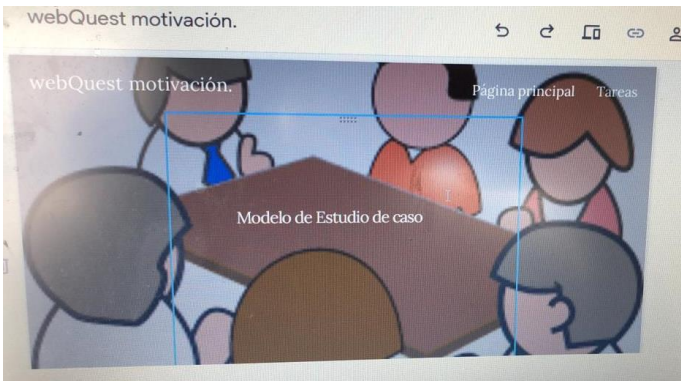 webQuest motivación.
webQuest motivación.
Página principal Tareas
Modelo de Estudio de caso